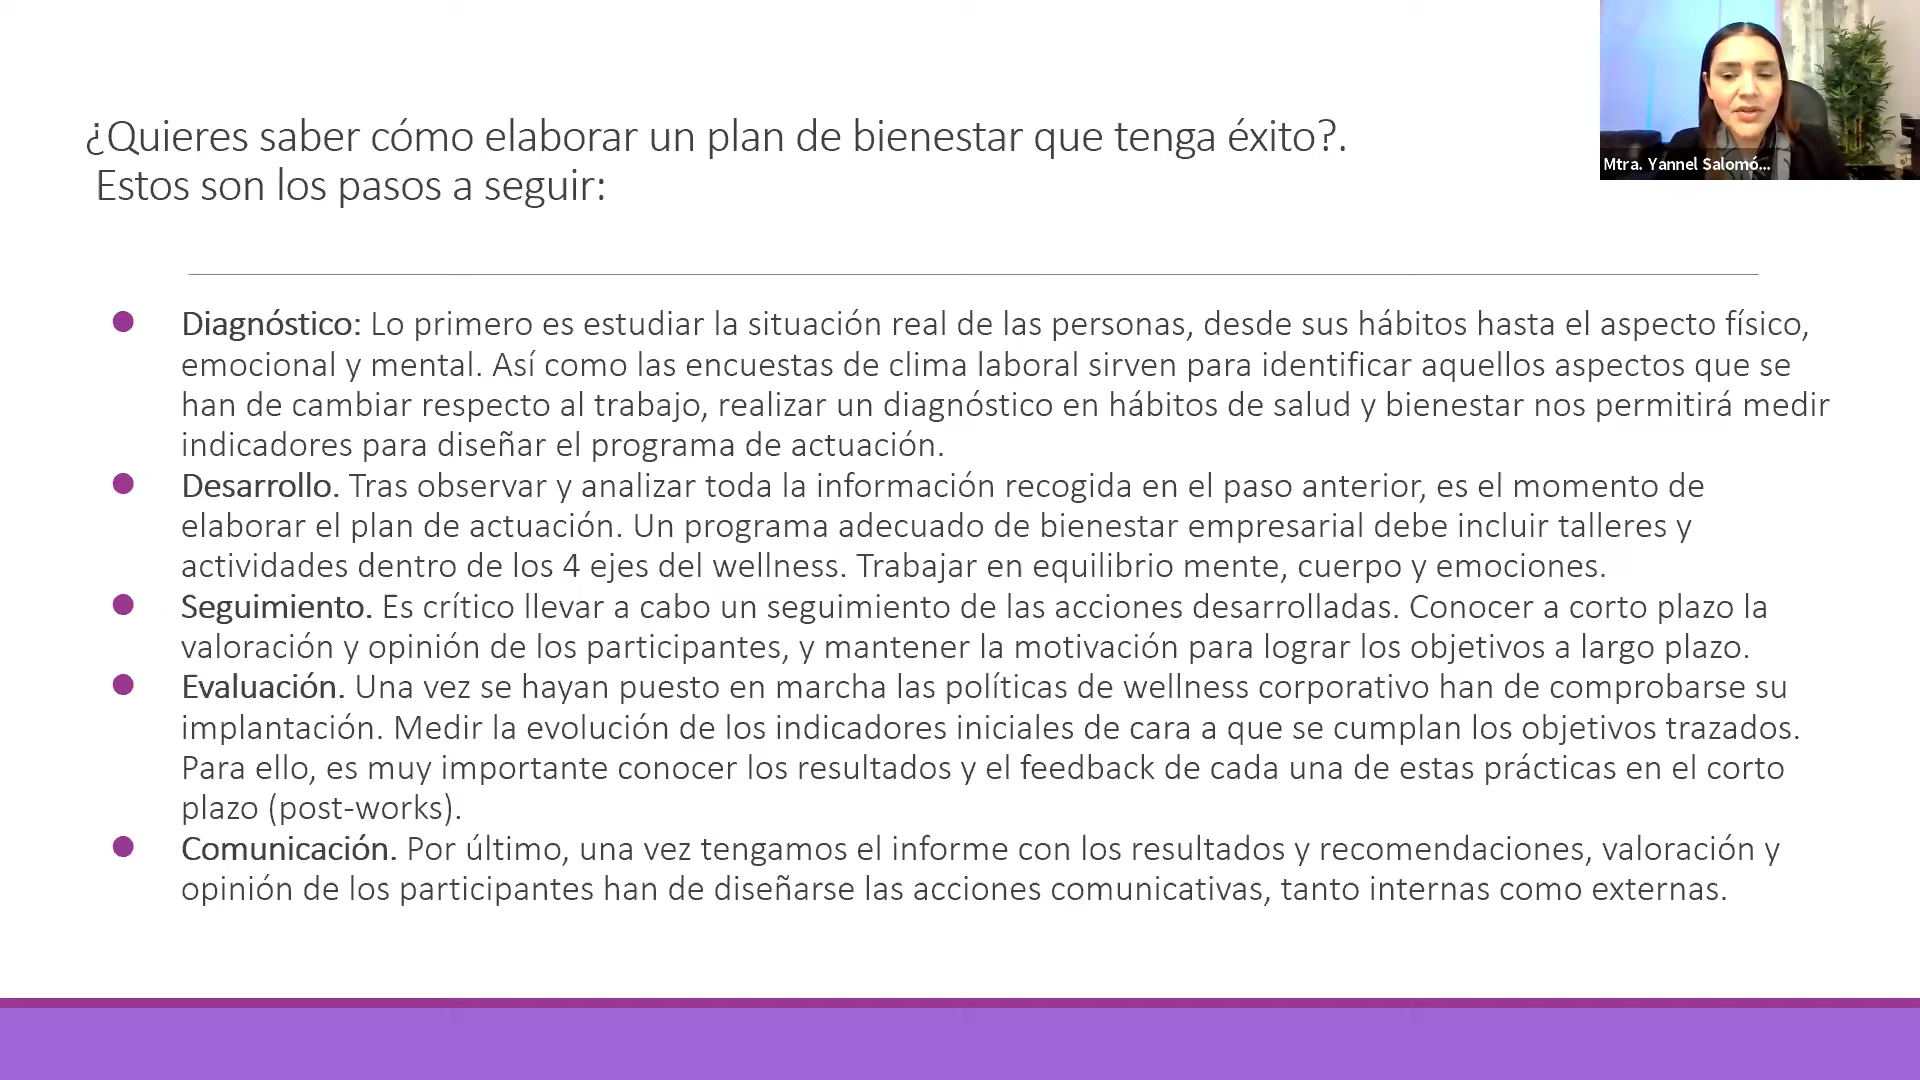 ¿Quieres saber cómo elaborar un plan de bienestar que tenga éxito?.
Estos son los pasos a seguir:
Mtra. Yannel Salomó...
Diagnóstico: Lo primero es estudiar la situación real de las personas, desde sus hábitos hasta el aspecto físico,
emocional y mental. Así como las encuestas de clima laboral sirven para identificar aquellos aspectos que se
han de cambiar respecto al trabajo, realizar un diagnóstico en hábitos de salud y bienestar nos permitirá medir
indicadores para diseñar el programa de actuación.
Desarrollo. Tras observar y analizar toda la información recogida en el paso anterior, es el momento de
elaborar el plan de actuación. Un programa adecuado de bienestar empresarial debe incluir talleres y
actividades dentro de los 4 ejes del wellness. Trabajar en equilibrio mente, cuerpo y emociones.
Seguimiento. Es crítico llevar a cabo un seguimiento de las acciones desarrolladas. Conocer a corto plazo la
valoración y opinión de los participantes, y mantener la motivación para lograr los objetivos a largo plazo.
Evaluación. Una vez se hayan puesto en marcha las políticas de wellness corporativo han de comprobarse su
implantación. Medir la evolución de los indicadores iniciales de cara a que se cumplan los objetivos trazados.
Para ello, es muy importante conocer los resultados y el feedback de cada una de estas prácticas en el corto
plazo (post-works).
Comunicación. Por último, una vez tengamos el informe con los resultados y recomendaciones, valoración y
opinión de los participantes han de diseñarse las acciones comunicativas, tanto internas como externas.